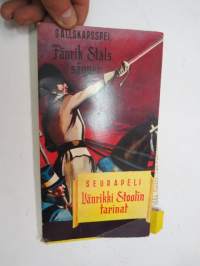 SÄLLSKAPSSPEL
Fänrik Ståls
SÄGNER
SEURAPELI
Vänrikki Stoolin
tarinat